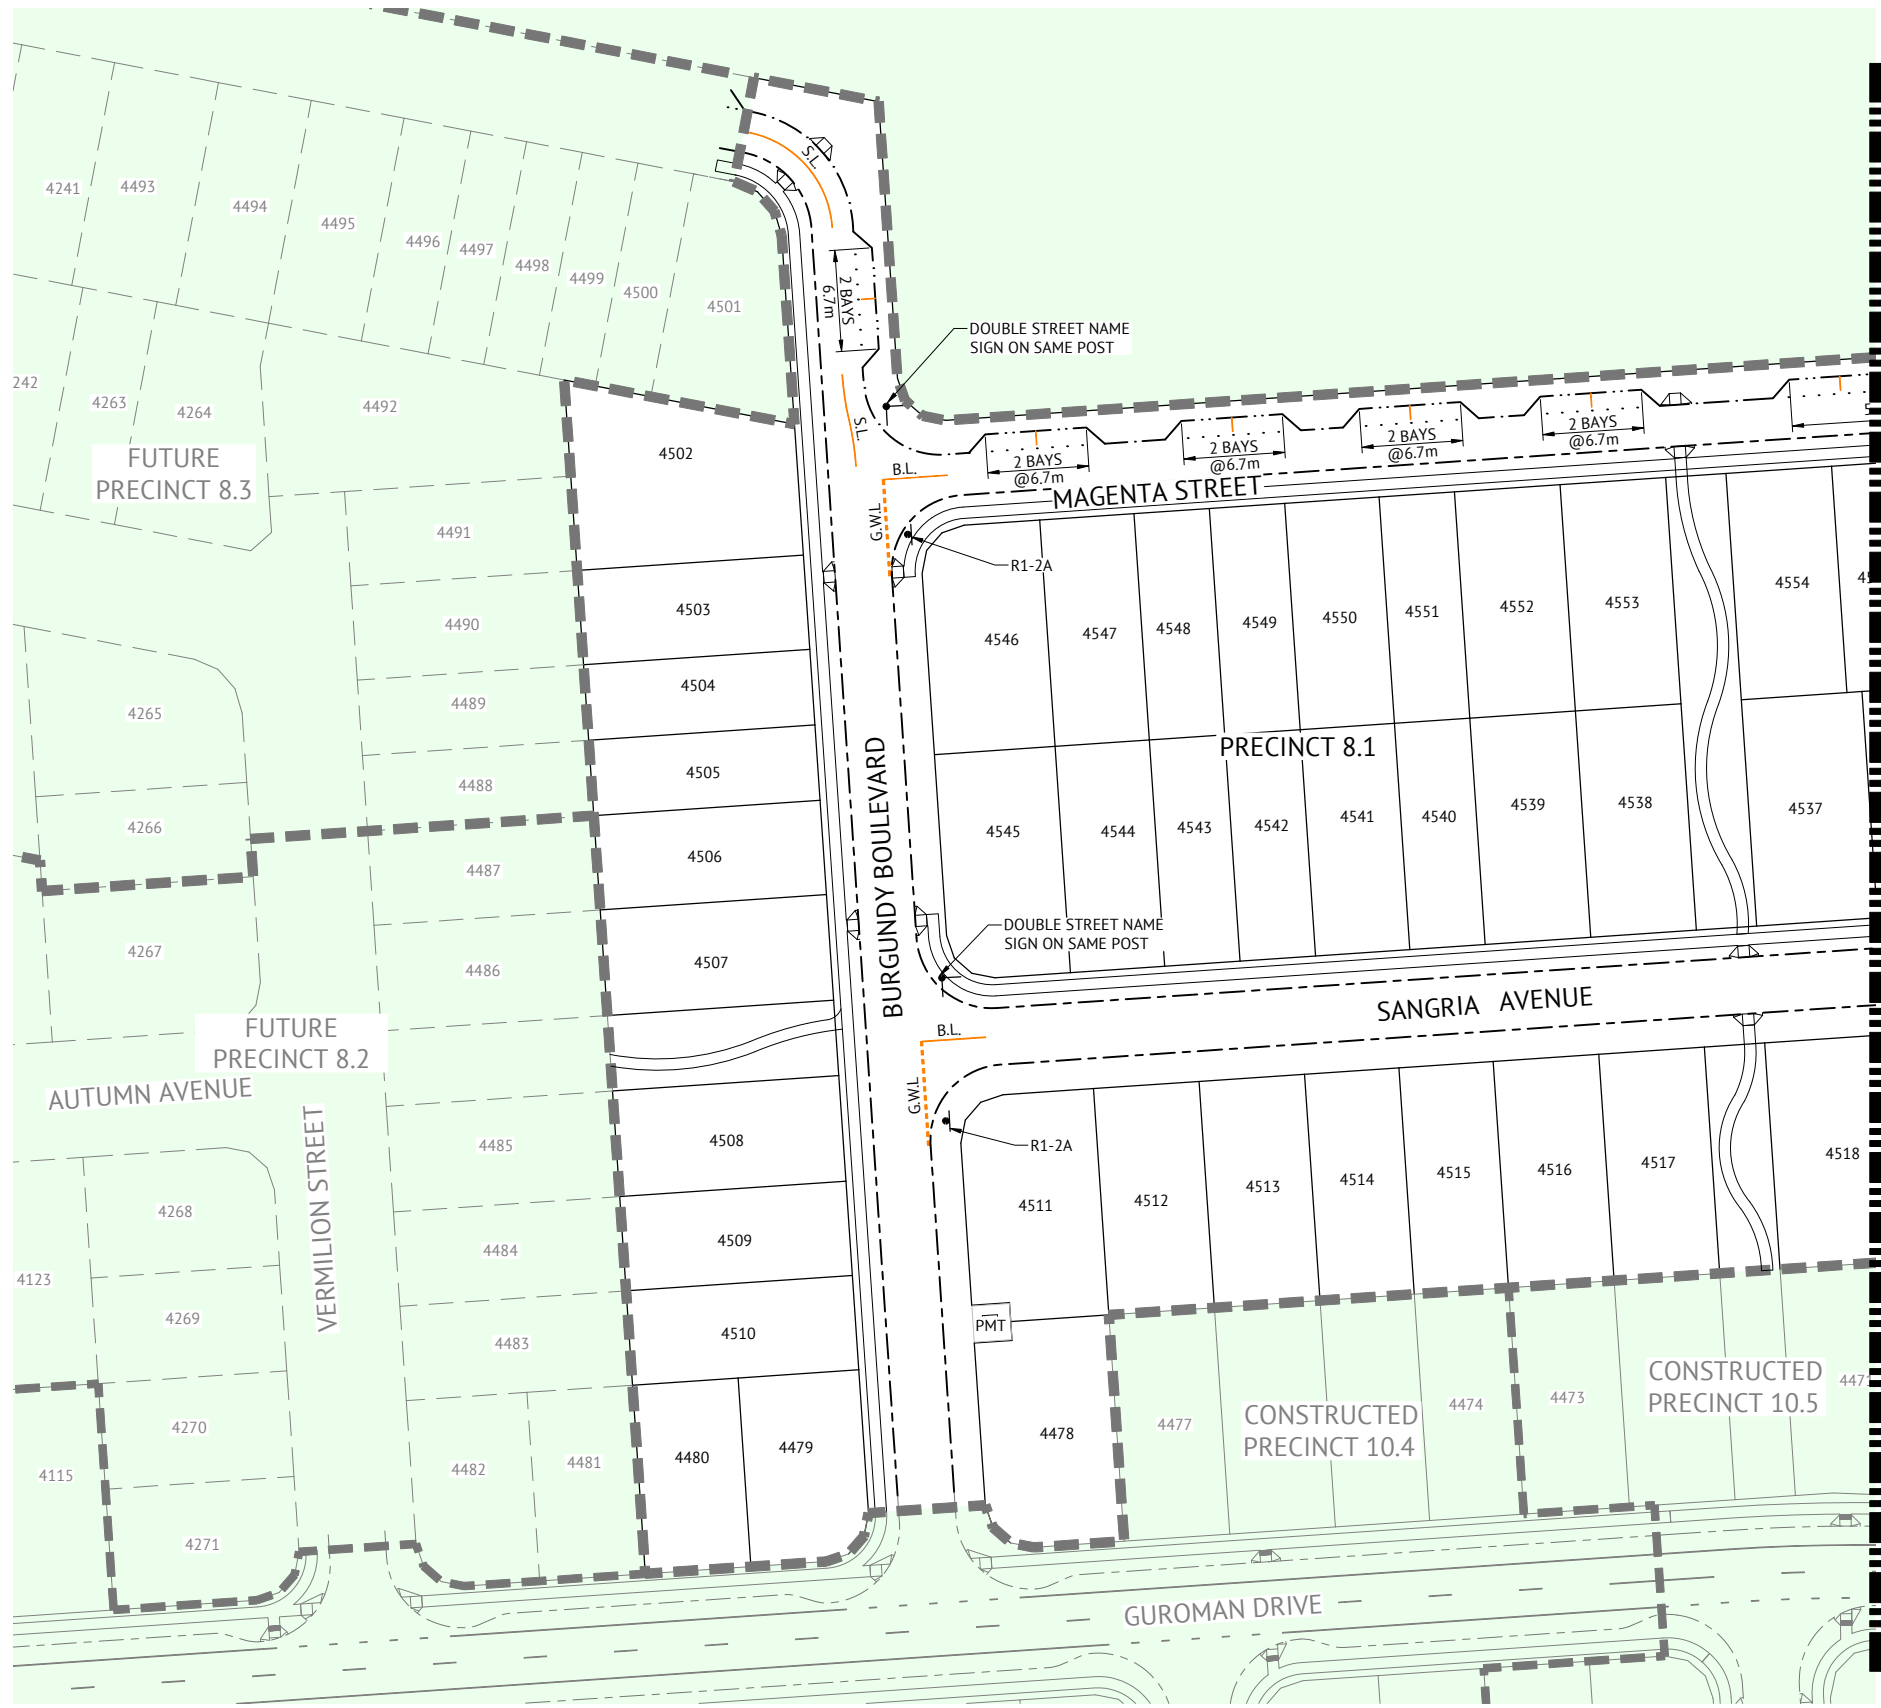 S.L.
4241
4493
4494
4495
4496
4497
4498
4499
4500
4501
2 BAYS
6.7m
DOUBLE STREET NAME
SIGN ON SAME POST
242
4263
4264
4492
S.L.
FUTURE
PRECINCT 8.3
4502
2 BAYS
@6.7m
2 BAYS
@6.7m
2 BAYS
@6.7m
2 BAYS
@6.7m
B.L.
MAGENTA STREET
G.W.L
4491
R1-2A
4503
4490
4546
4547
4548
4549
4550
4551
4552
4553
4554
4504
4489
4265
PRECINCT 8.1
4505
4488
BURGUNDY BOULEVARD
4266
4545
4544
4543
4542
4541
4540
4539
4538
4537
4506
4487
4267
4507
4486
DOUBLE STREET NAME
SIGN ON SAME POST
SANGRIA AVENUE
FUTURE
PRECINCT 8.2
B.L.
AUTUMN AVENUE
G.W.L
VERMILION STREET
4508
4485
R1-2A
4268
4511
4512
4513
4514
4515
4516
4517
4518
4509
4484
4123
4269
4510
4483
PMT
CONSTRUCTED
PRECINCT 10.5
4471
4473
4474
CONSTRUCTED
PRECINCT 10.4
4477
4478
4479
4480
4481
4482
4270
4115
4271
GUROMAN DRIVE